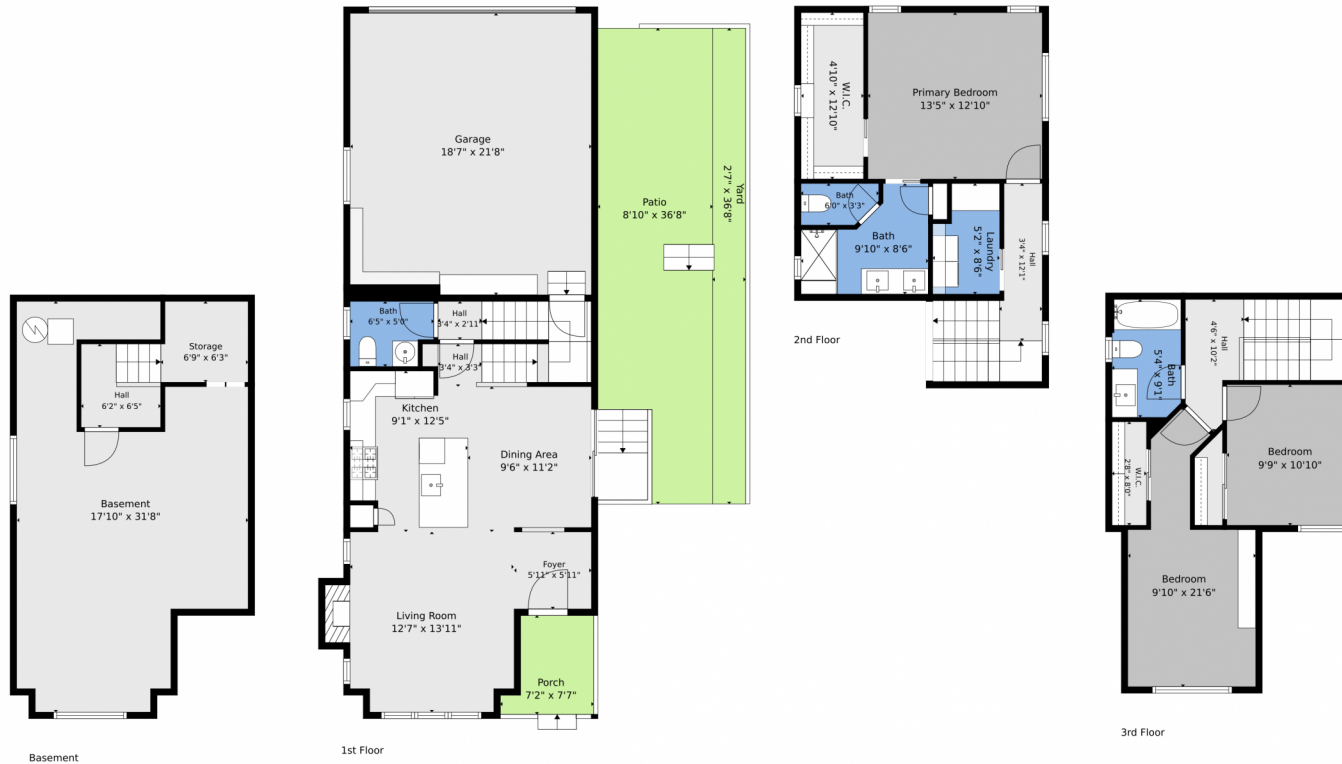 Storage
6'9" x 6'3"
Hall
6'2" x 6'5"
Basement
17'10" x 31'8"
Basement
Garage
18'7" x 21'8"
Patio
8'10" x 36'8"
Yard
2'7" x 36'8"
Bath
6'5" x 5'0"
Hall
3'4" x 2'11"
Hall
3'4" x 3'3"
Kitchen
9'1" x 12'5"
Dining Area
9'6" x 11'2"
Foyer
5'11" x 5'11"
Living Room
12'7" x 13'11"
Porch
7'2" x 7'7"
1st Floor
W.I.C.
4'10" x 12'10"
Primary Bedroom
13'5" x 12'10"
Bath
6'0" x 3'3"
Bath
9'10" x 8'6"
Laundry
5'2" x 8'6"
Hall
3'4" x 12'1"
2nd Floor
Hall
4'6" x 10'2"
Bath
5'4" x 9'1"
W.I.C.
2'8" x 8'0"
Bedroom
9'9" x 10'10"
Bedroom
9'10" x 21'6"
3rd Floor